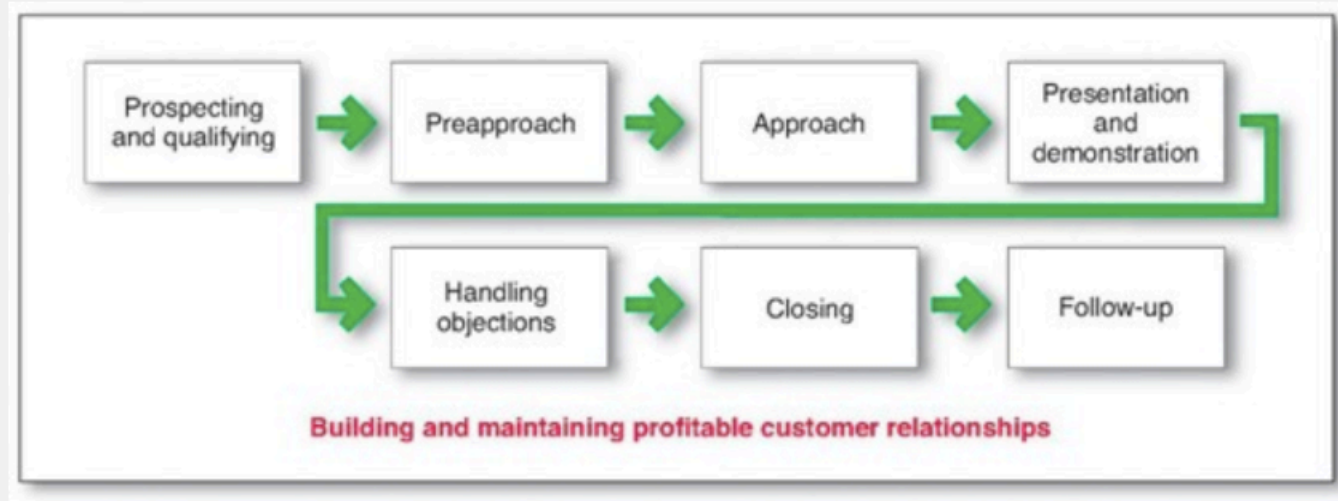 Prospecting
and qualifying
Preapproach
Approach
Presentation
and
demonstration
Handling
objections
Closing
Follow-up
Building and maintaining profitable customer relationships